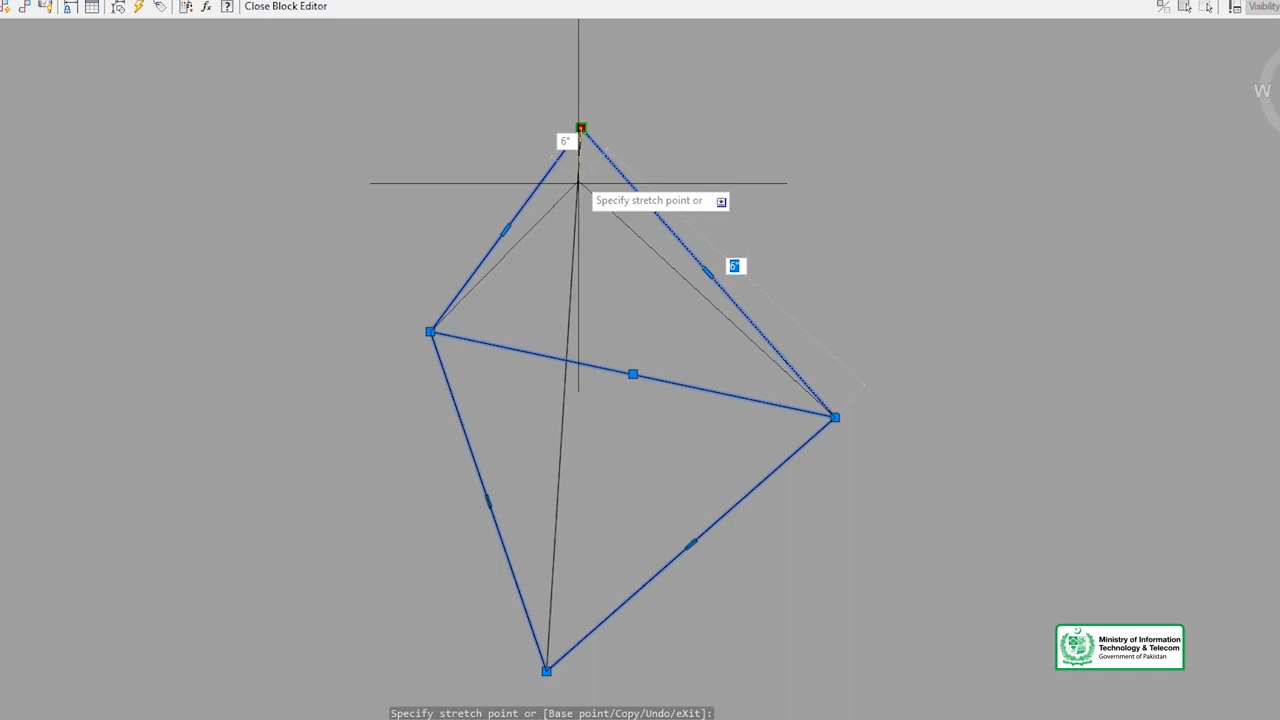 Close Block Editor
Visibility
W
6"
Specify stretch point or
6"
Ministry of Information
Technology & Telecom
Government of Pakistan
Specify stretch point or [Base point/Copy/Undo/eXit]: